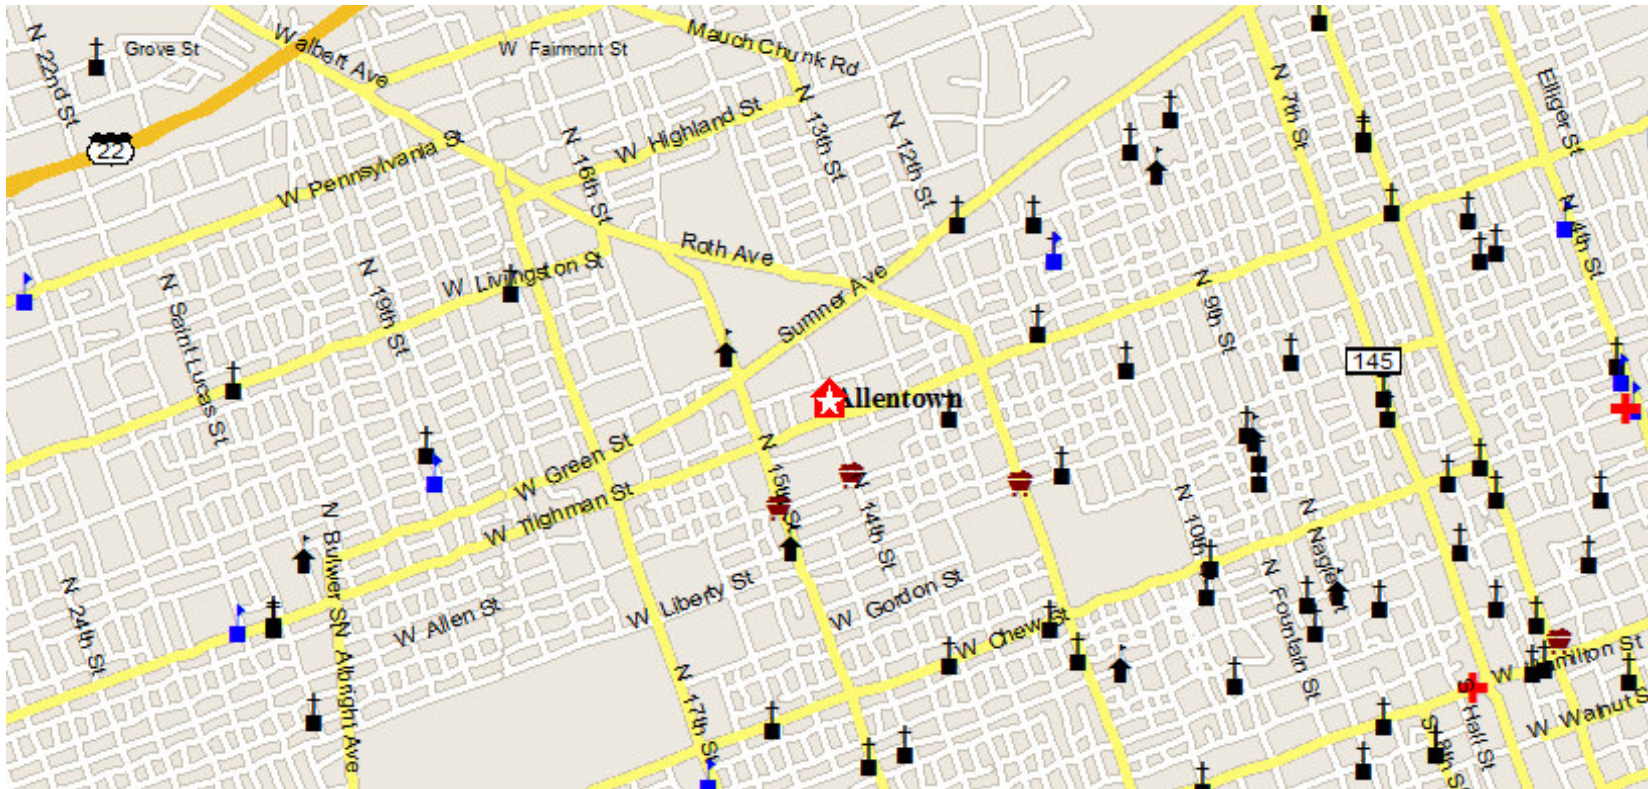 N 22nd St
Grove St
Walbert Ave
W Fairmont St
Mauch Chunk Rd
N 7th St
Elliger St
22
W Pennsylvania St
N 16th St
W Highland St
N 13th St
N 12th St
N 4th St
Roth Ave
W Livingston St
N Saint Lucas St
N 19th St
Sumner Ave
N 9th St
145
Allentown
W Green St
W Tilghman St
N 15th St
N 14th St
N 10th
N Nagle St
N Bulwer St
N Fountain St
N 24th St
W Allen St
W Liberty St
W Gordon St
W Chew St
N Albright Ave
N 17th St
W Hamilton St
S Hall St
S 8th St
W Walnut S